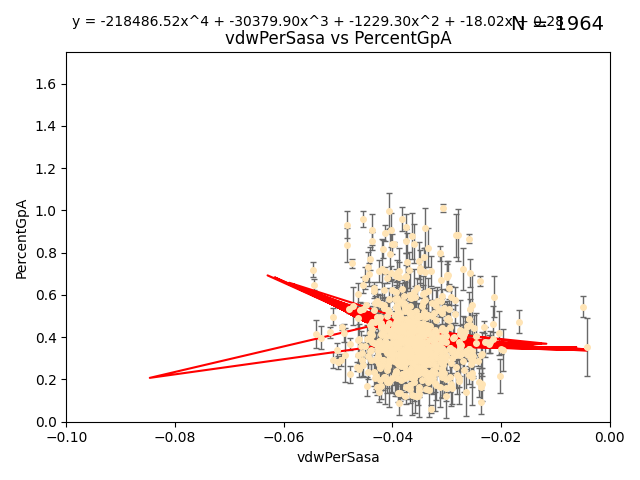 y = -218486.52x^4 + -30379.90x^3 + -1229.30x^2 + -18.02x + 0.28
N = 1964
vdwPerSasa vs PercentGpA
1.6
1.4
1.2
1.0
0.8
0.6
0.4
0.2
0.0
PercentGpA
−0.10 −0.08 −0.06 −0.04 −0.02 0.00
vdwPerSasa